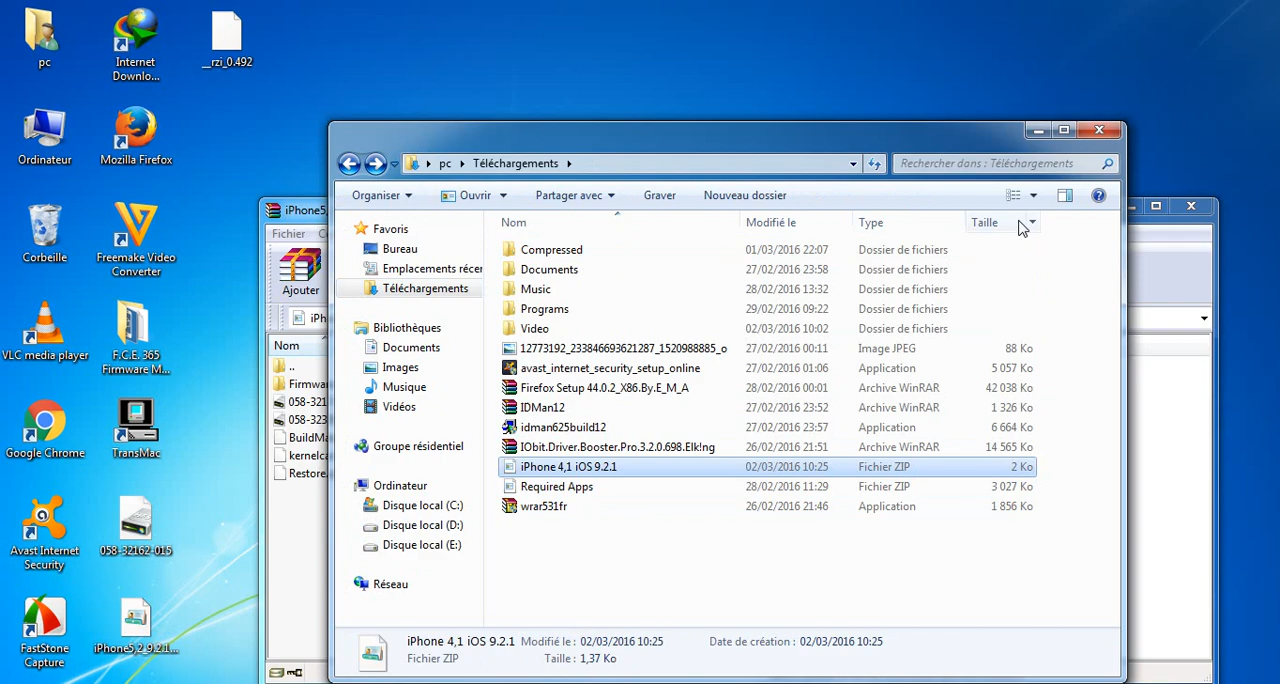 pc
Internet
Downlo...
__rzi_0.492
Ordinateur
Mozilla Firefox
Corbeille
Freemake Video
Converter
VLC media player
F.C.E. 365
Firmware M...
Google Chrome
TransMac
Avast Internet
Security
058-32162-015
FastStone
Capture
iPhone5,2_9.2.1...
iPhone5,
Fichier
Ajouter
Nom
..
Firmwar
058-321
058-323
BuildMa
kernelca
Restore.
pc
Téléchargements
Rechercher dans : Téléchargements
Organiser
Ouvrir
Partager avec
Graver
Nouveau dossier
Favoris
Bureau
Emplacements récen
Téléchargements
Bibliothèques
Documents
Images
Musique
Vidéos
Groupe résidentiel
Ordinateur
Disque local (C:)
Disque local (D:)
Disque local (E:)
Réseau
Nom Modifié le Type Taille
Compressed 01/03/2016 22:07 Dossier de fichiers
Documents 27/02/2016 23:58 Dossier de fichiers
Music 28/02/2016 13:32 Dossier de fichiers
Programs 29/02/2016 09:22 Dossier de fichiers
Video 02/03/2016 10:02 Dossier de fichiers
12773192_233846693621287_1520988885_o 27/02/2016 00:11 Image JPEG 88 Ko
avast_internet_security_setup_online 27/02/2016 01:06 Application 5 057 Ko
Firefox Setup 44.0.2_X86.By.E_M_A 28/02/2016 00:01 Archive WinRAR 42 038 Ko
IDMan12 27/02/2016 23:52 Archive WinRAR 1 326 Ko
idman625build12 27/02/2016 23:57 Application 6 664 Ko
IObit.Driver.Booster.Pro.3.2.0.698.Elk!ng 26/02/2016 21:51 Archive WinRAR 14 565 Ko
iPhone 4,1 iOS 9.2.1 02/03/2016 10:25 Fichier ZIP 2 Ko
Required Apps 28/02/2016 11:29 Fichier ZIP 3 027 Ko
wrar531fr 26/02/2016 21:46 Application 1 856 Ko
iPhone 4,1 iOS 9.2.1 Modifié le : 02/03/2016 10:25 Date de création : 02/03/2016 10:25
Fichier ZIP Taille : 1,37 Ko